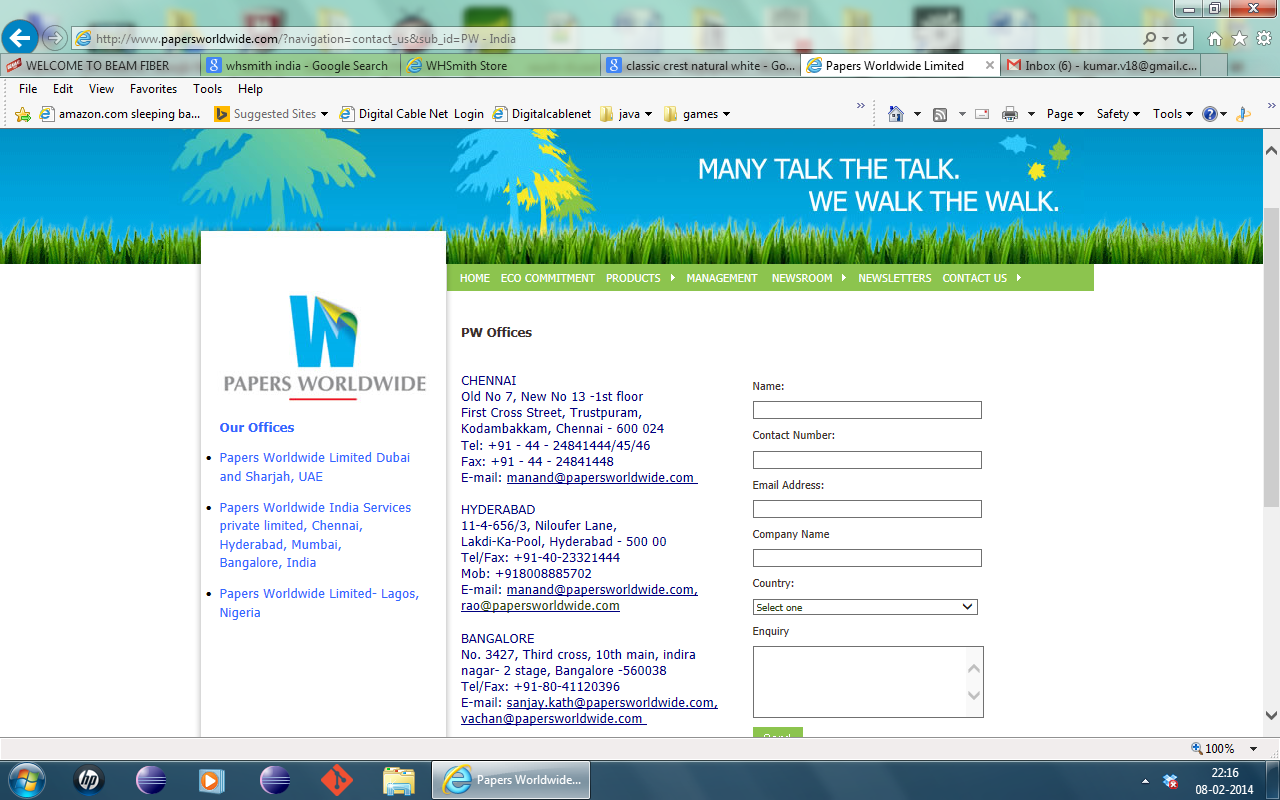 http://www.papersworldwide.com/?navigation=contact_us&sub_id=PW - India
WELCOME TO BEAM FIBER
whsmith india - Google Search
WHSmith Store
classic crest natural white - Go...
Papers Worldwide Limited
Inbox (6) - kumar.v18@gmail.c...
File Edit View Favorites Tools Help
amazon.com sleeping ba...
Suggested Sites
Digital Cable Net Login
Digitalcablenet
java
games
Page
Safety
Tools
MANY TALK THE TALK.
WE WALK THE WALK.
HOME ECO COMMITMENT PRODUCTS MANAGEMENT NEWSROOM NEWSLETTERS CONTACT US
PAPERS WORLDWIDE
Our Offices
Papers Worldwide Limited Dubai
and Sharjah, UAE
Papers Worldwide India Services
private limited, Chennai,
Hyderabad, Mumbai,
Bangalore, India
Papers Worldwide Limited- Lagos,
Nigeria
PW Offices
CHENNAI
Old No 7, New No 13 -1st floor
First Cross Street, Trustpuram,
Kodambakkam, Chennai - 600 024
Tel: +91 - 44 - 24841444/45/46
Fax: +91 - 44 - 24841448
E-mail: manand@papersworldwide.com
HYDERABAD
11-4-656/3, Niloufer Lane,
Lakdi-Ka-Pool, Hyderabad - 500 00
Tel/Fax: +91-40-23321444
Mob: +918008885702
E-mail: manand@papersworldwide.com,
rao@papersworldwide.com
BANGALORE
No. 3427, Third cross, 10th main, indira
nagar- 2 stage, Bangalore -560038
Tel/Fax: +91-80-41120396
E-mail: sanjay.kath@papersworldwide.com,
vachan@papersworldwide.com
Name:
Contact Number:
Email Address:
Company Name
Country:
Select one
Enquiry
100%
hp
Papers Worldwide...
22:16
08-02-2014